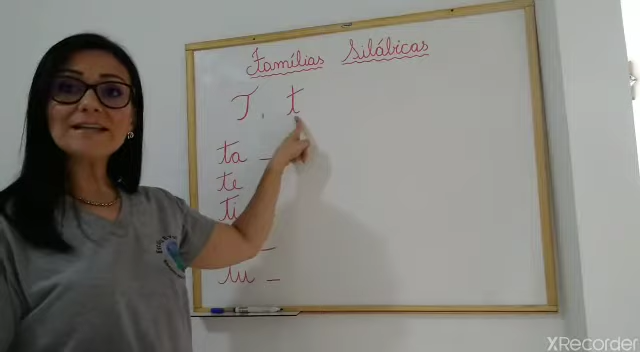 Famílias Silábicas
T, t
ta _
te
ti
_
tu _
XRecorder